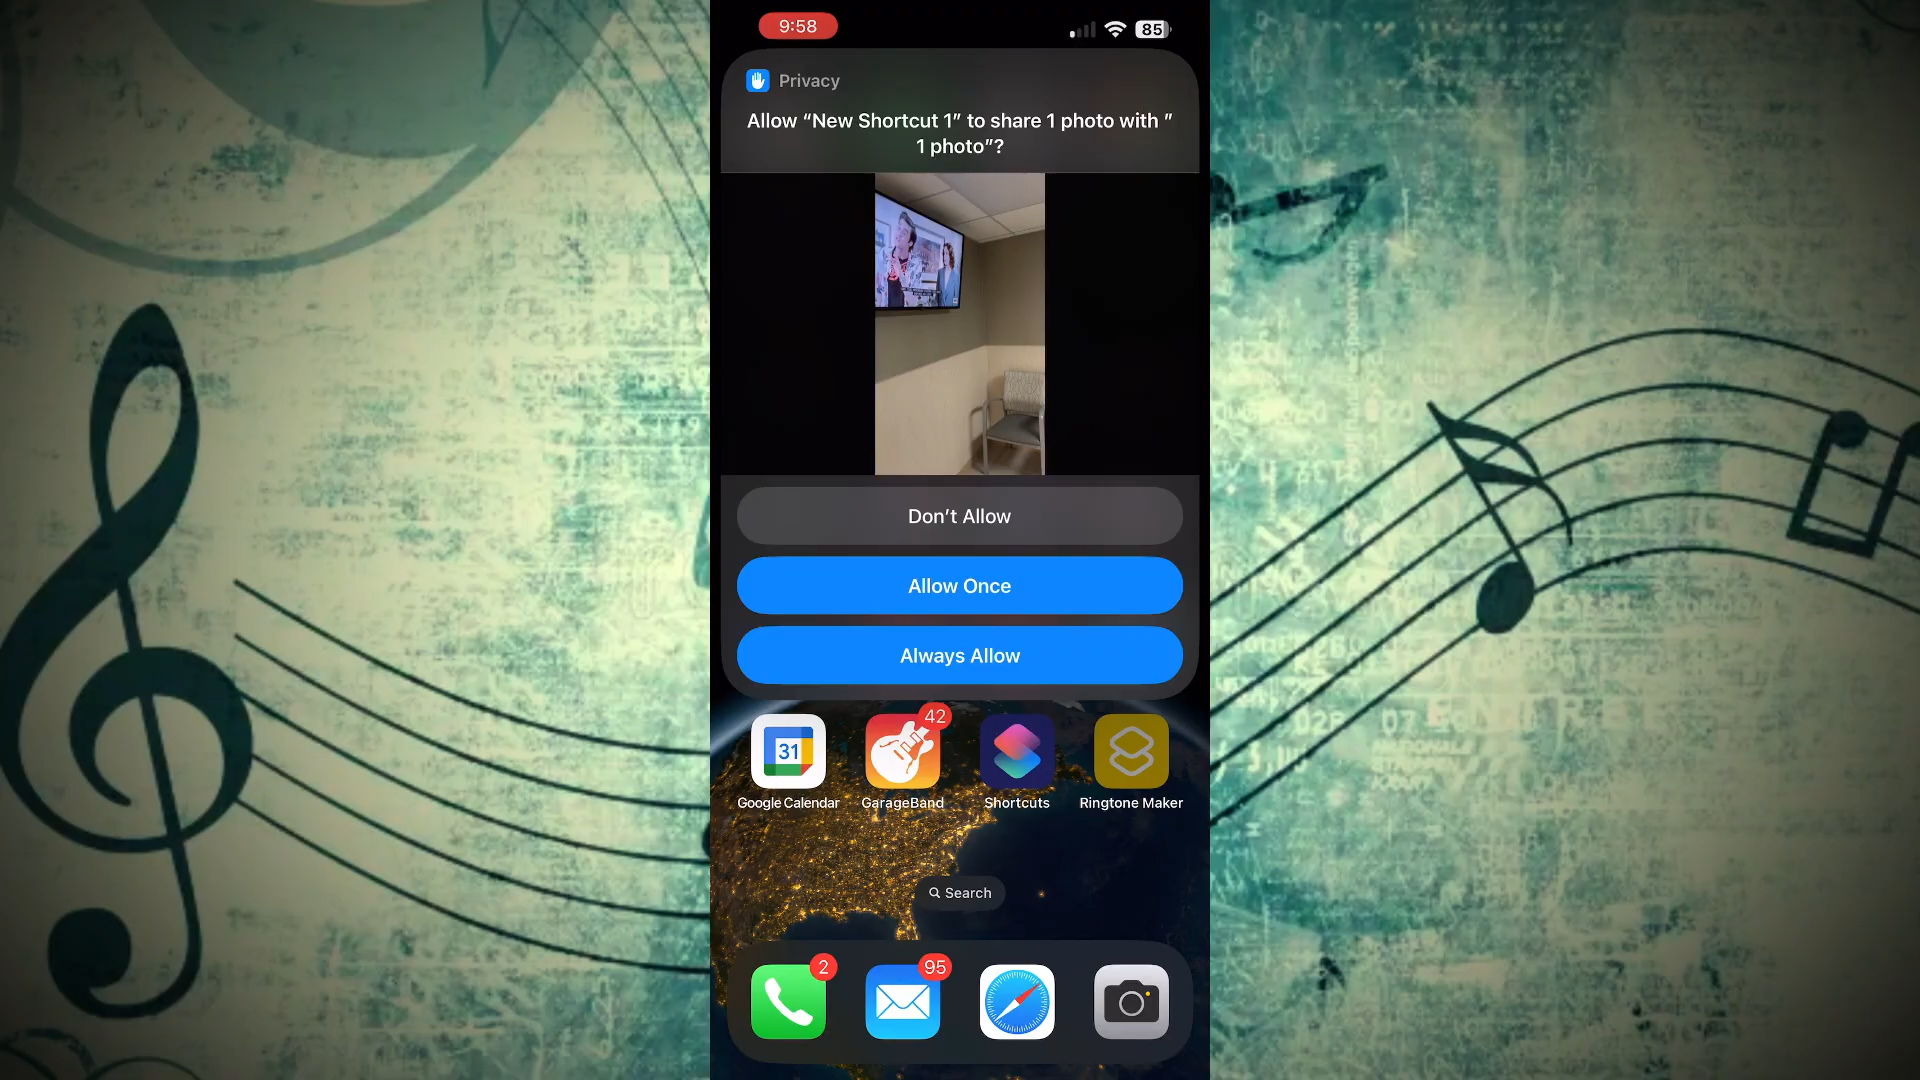 9:58
85
Privacy
Allow “New Shortcut 1” to share 1 photo with ”
1 photo”?
Don’t Allow
Allow Once
Always Allow
31
42
Google Calendar
GarageBand
Shortcuts
Ringtone Maker
Search
2
95